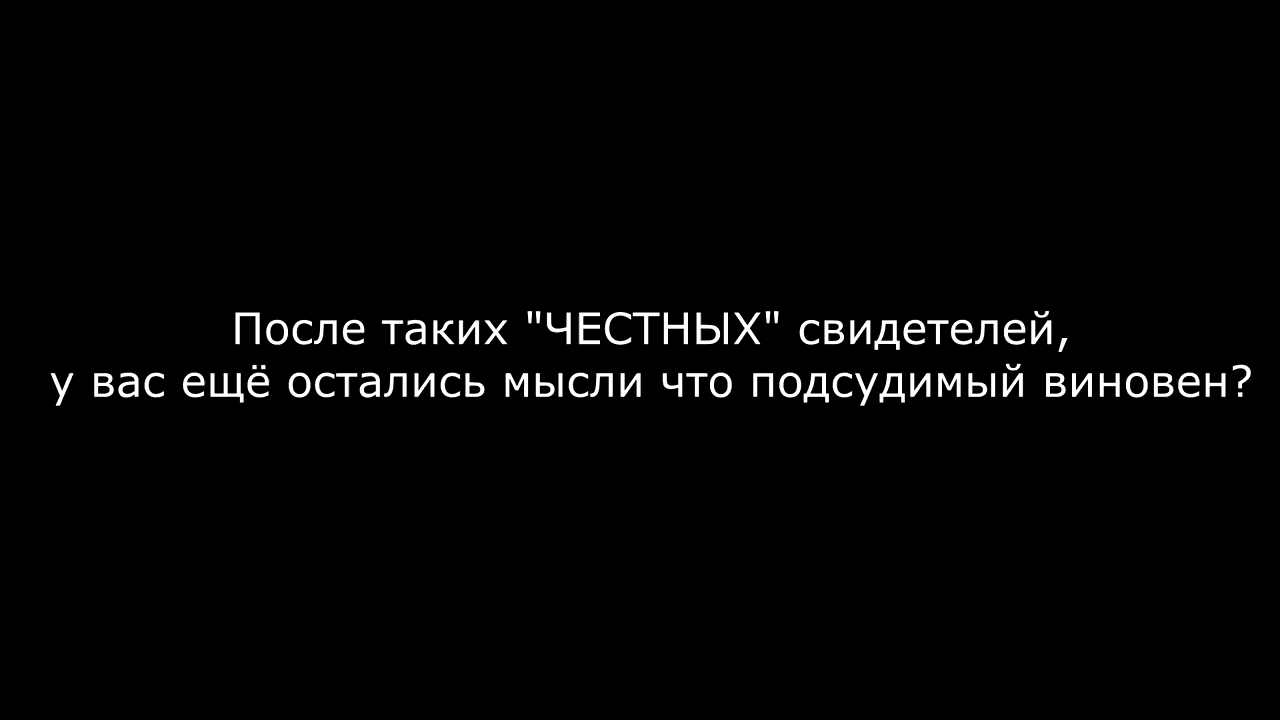 После таких "ЧЕСТНЫХ" свидетелей,
у вас ещё остались мысли что подсудимый виновен?